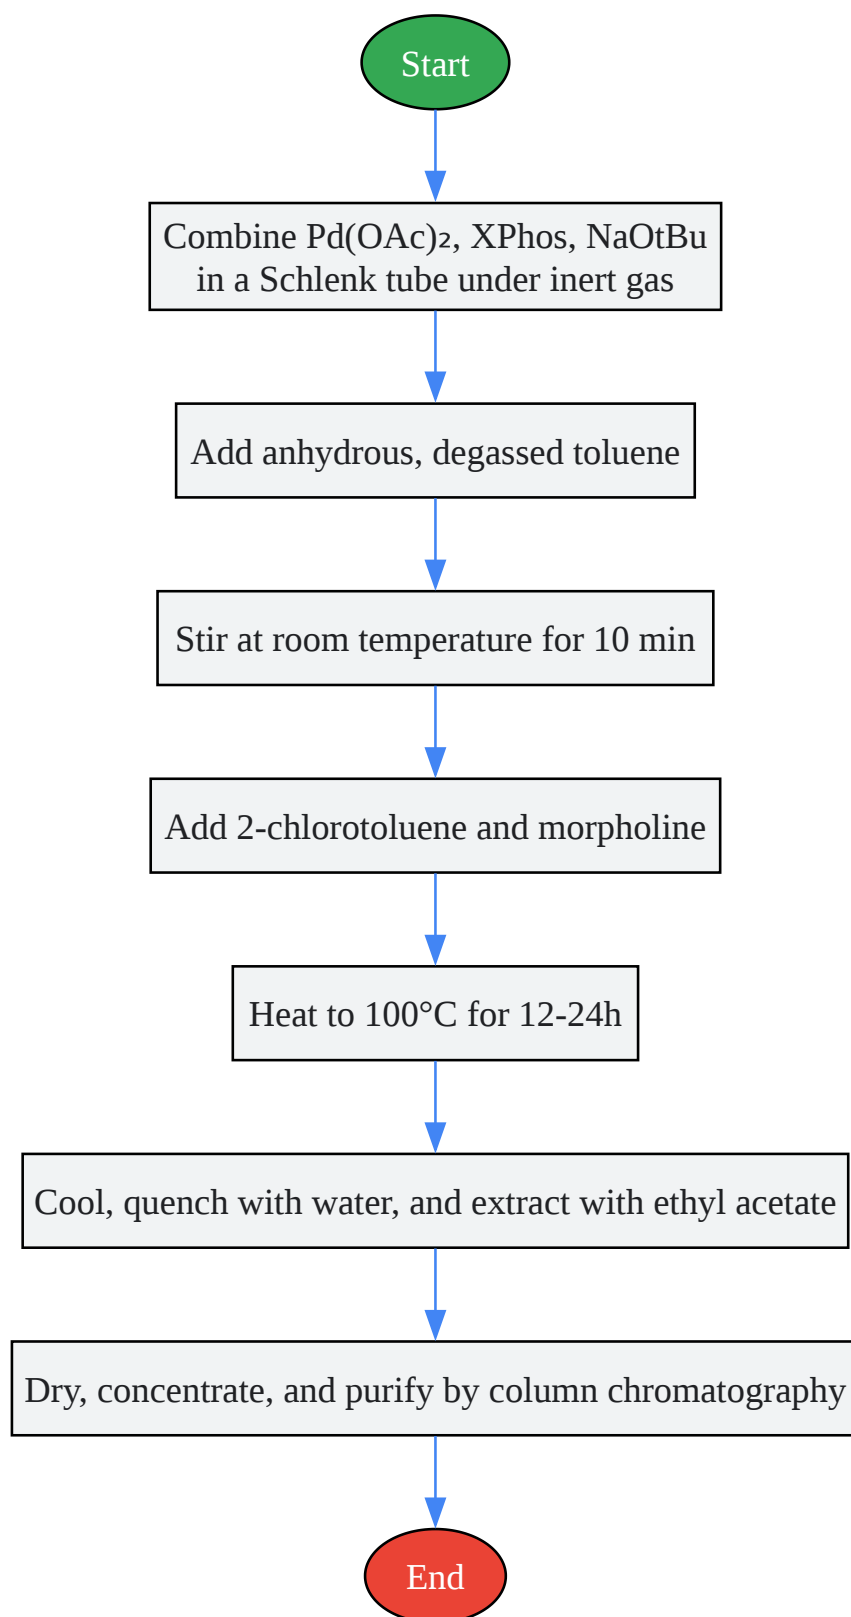 Start
Combine Pd(OAc)₂, XPhos, NaOtBu
in a Schlenk tube under inert gas
Add anhydrous, degassed toluene
Stir at room temperature for 10 min
Add 2-chlorotoluene and morpholine
Heat to 100°C for 12-24h
Cool, quench with water, and extract with ethyl acetate
Dry, concentrate, and purify by column chromatography
End